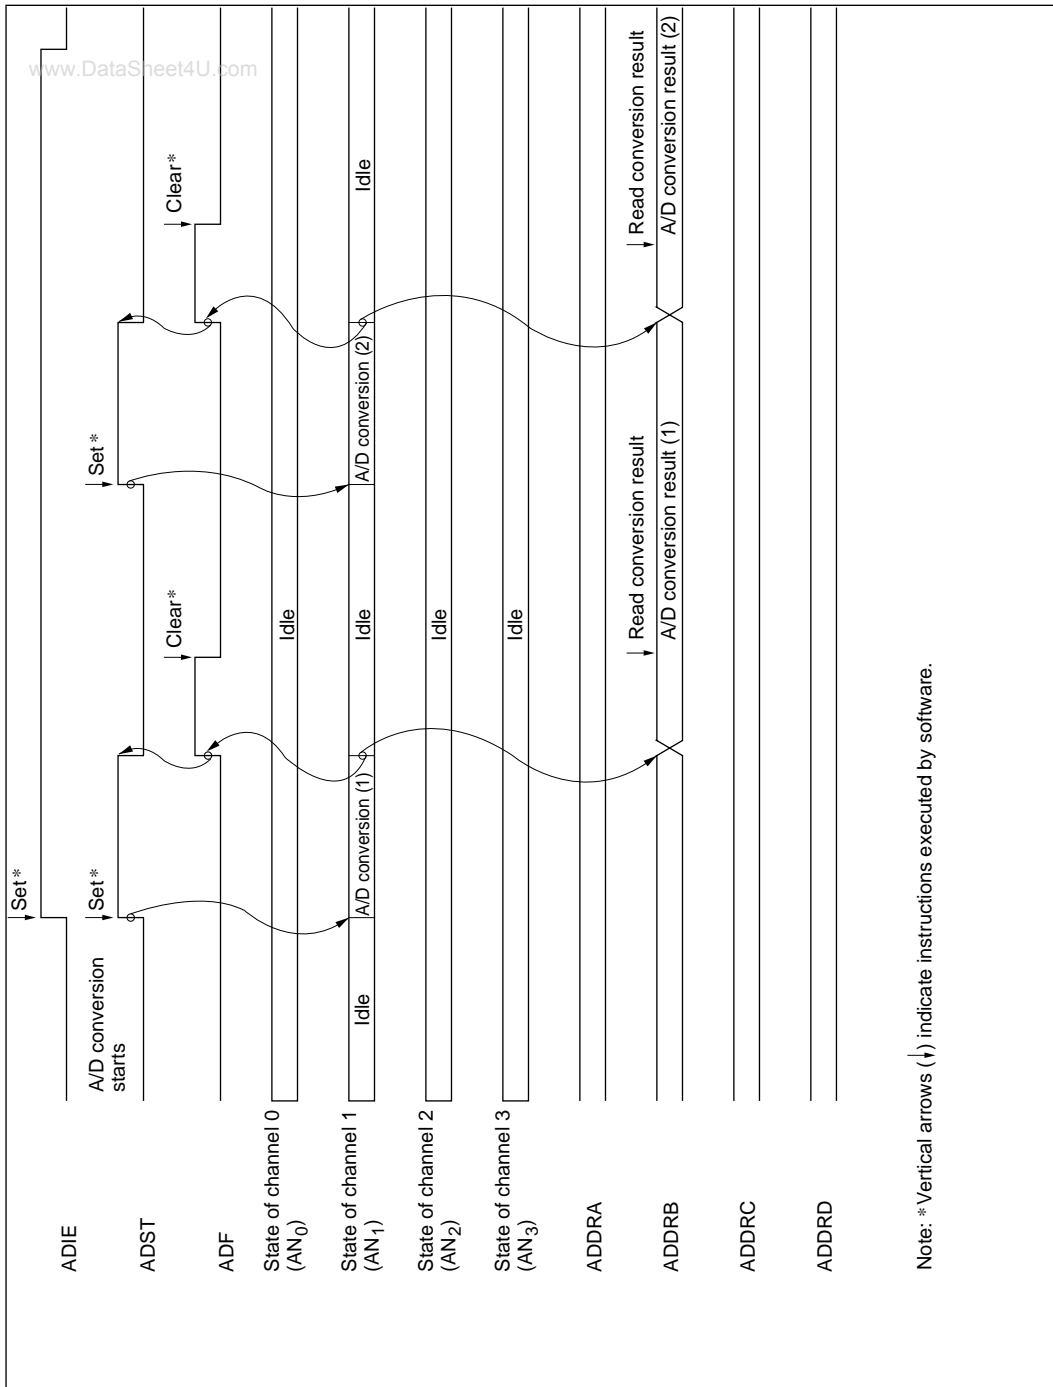 www.DataSheet4U.com
ADIE
Set*
ADST
A/D conversion
starts
Set*
Set*
ADF
Clear*
Clear*
State of channel 0
(AN0)
Idle
State of channel 1
(AN1)
Idle
A/D conversion (1)
Idle
A/D conversion (2)
Idle
State of channel 2
(AN2)
Idle
State of channel 3
(AN3)
Idle
ADDRA
ADDRB
Read conversion result
A/D conversion result (1)
Read conversion result
A/D conversion result (2)
ADDRC
ADDRD
Note: * Vertical arrows (↓) indicate instructions executed by software.